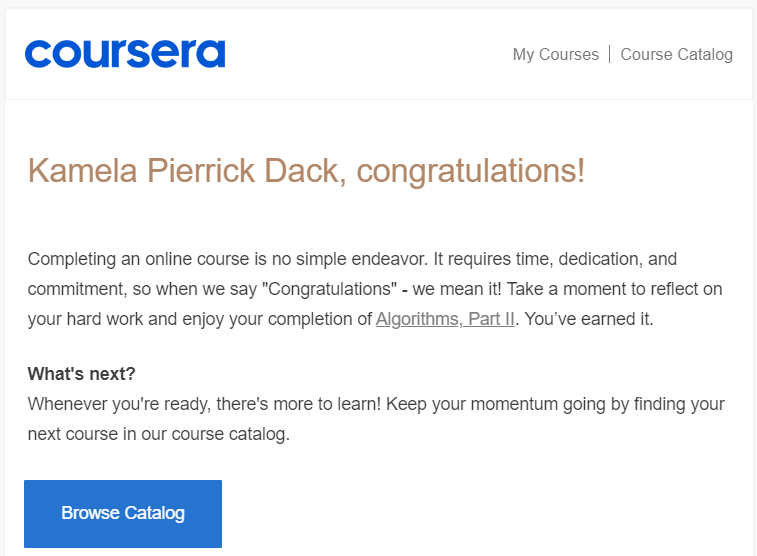 coursera
My Courses | Course Catalog
Kamela Pierrick Dack, congratulations!
Completing an online course is no simple endeavor. It requires time, dedication, and
commitment, so when we say "Congratulations" - we mean it! Take a moment to reflect on
your hard work and enjoy your completion of Algorithms, Part II. You’ve earned it.
What's next?
Whenever you're ready, there's more to learn! Keep your momentum going by finding your
next course in our course catalog.
Browse Catalog